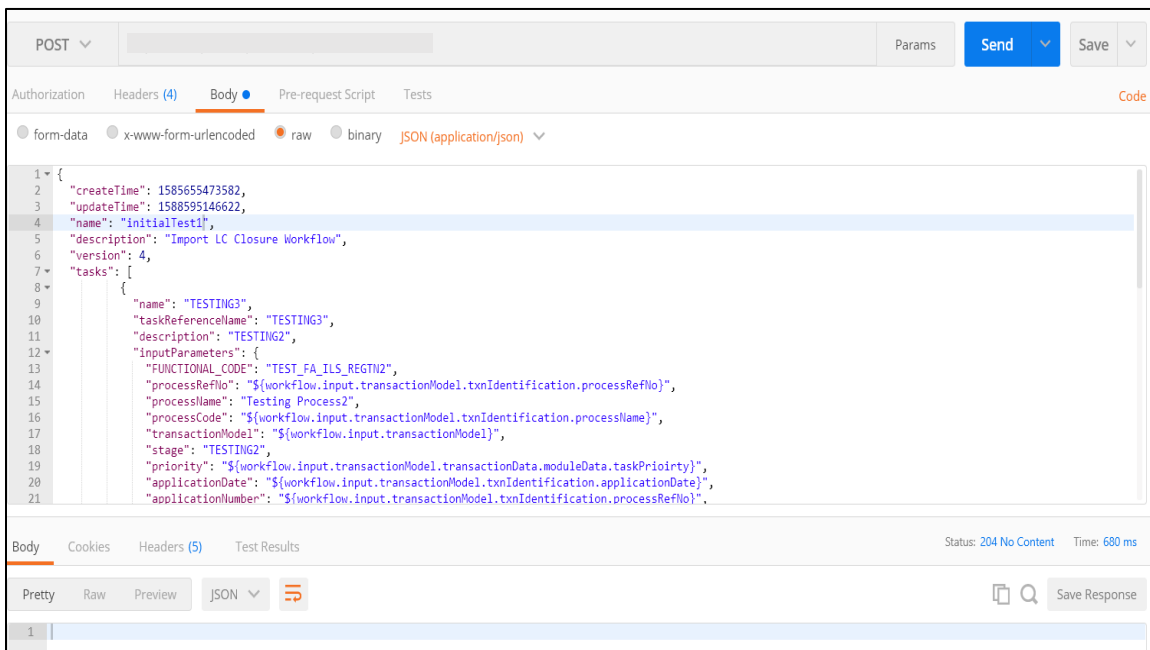 POST Params Send Save
Authorization Headers (4) Body Pre-request Script Tests Code
form-data x-www-form-urlencoded raw binary JSON (application/json)
1 {
2 "createTime": 1585655473582,
3 "updateTime": 1588595146622,
4 "name": "initialTest1",
5 "description": "Import LC Closure Workflow",
6 "version": 4,
7 "tasks": [
8 {
9 "name": "TESTING3",
10 "taskReferenceName": "TESTING3",
11 "description": "TESTING2",
12 "inputParameters": {
13 "FUNCTIONAL_CODE": "TEST_FA_ILS_REGTN2",
14 "processRefNo": "${workflow.input.transactionModel.txnIdentification.processRefNo}",
15 "processName": "Testing Process2",
16 "processCode": "${workflow.input.transactionModel.txnIdentification.processName}",
17 "transactionModel": "${workflow.input.transactionModel}",
18 "stage": "TESTING2",
19 "priority": "${workflow.input.transactionModel.transactionData.moduleData.taskPrioirty}",
20 "applicationDate": "${workflow.input.transactionModel.txnIdentification.applicationDate}",
21 "applicationNumber": "${workflow.input.transactionModel.txnIdentification.processRefNo}",
Body Cookies Headers (5) Test Results Status: 204 No Content Time: 680 ms
Pretty Raw Preview JSON Save Response
1